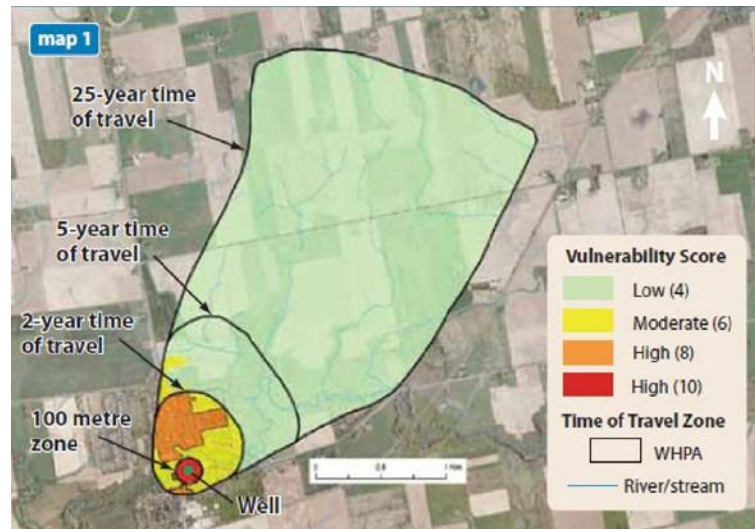 map 1
25-year time
of travel
5-year time
of travel
2-year time
of travel
100 metre
zone
Well
N
Vulnerability Score
Low (4)
Moderate (6)
High (8)
High (10)
Time of Travel Zone
WHPA
River/stream